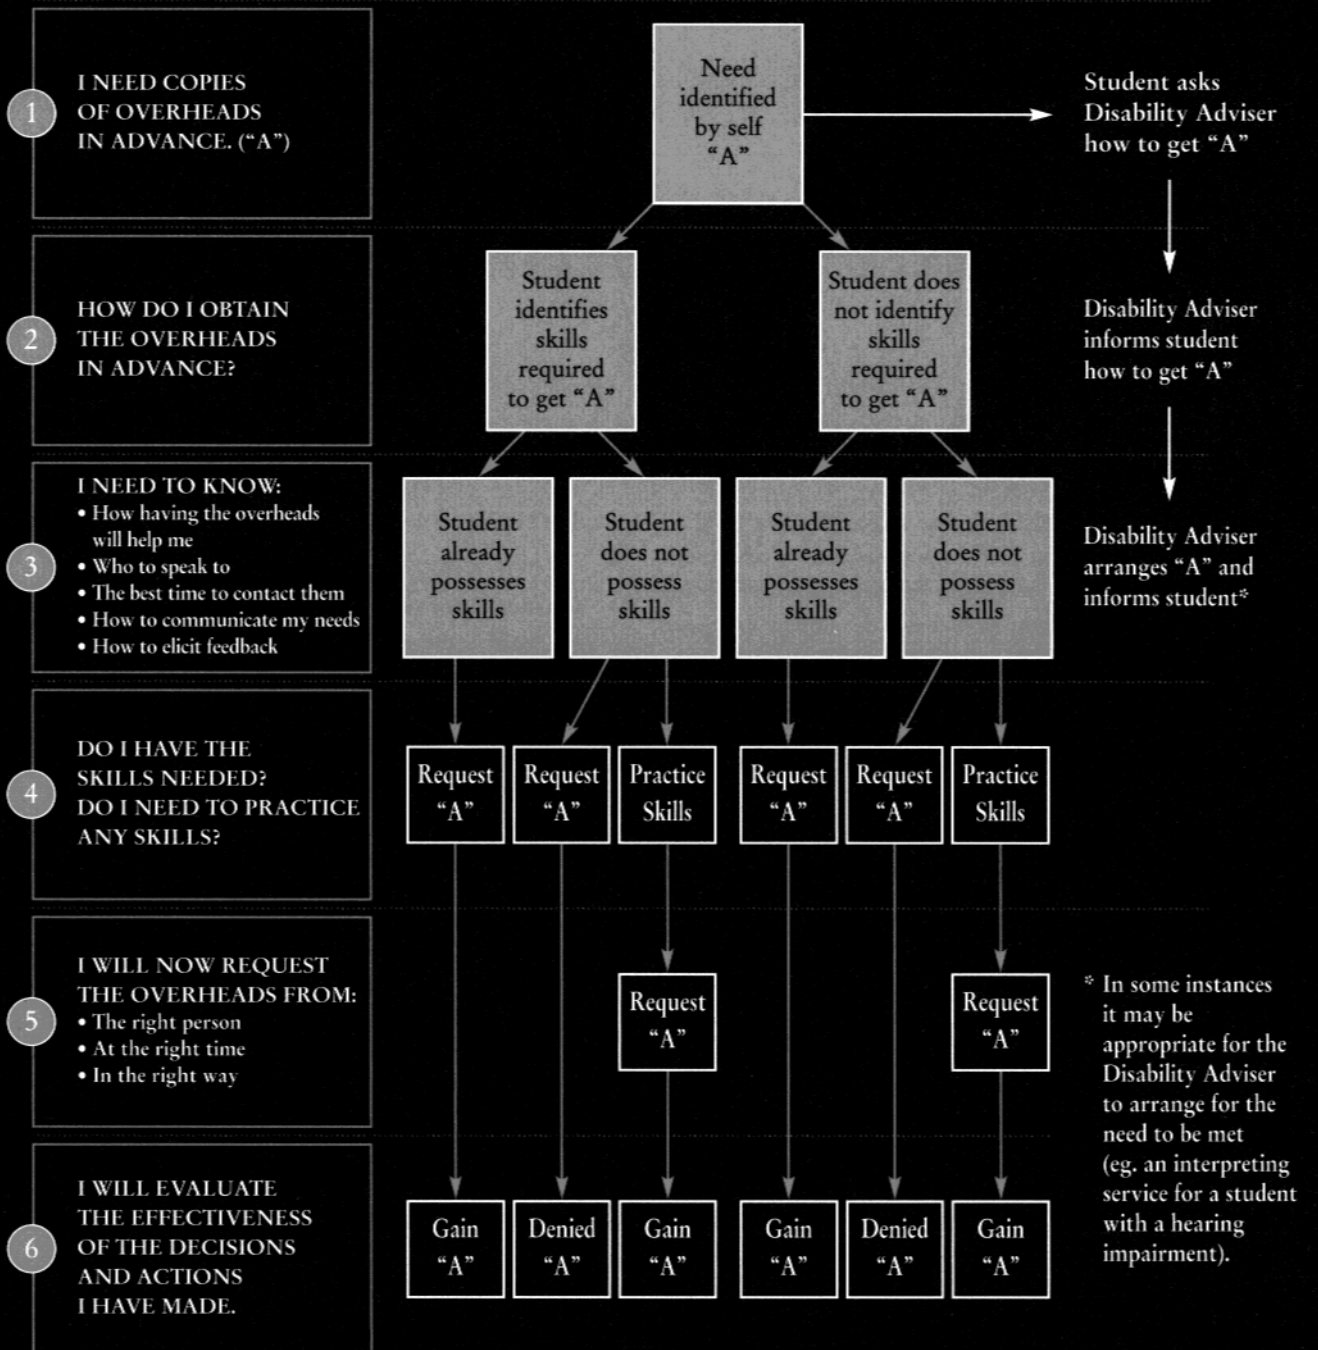 1
I NEED COPIES
OF OVERHEADS
IN ADVANCE. (“A”)
Need
identified
by self
“A”
Student asks
Disability Adviser
how to get “A”
2
HOW DO I OBTAIN
THE OVERHEADS
IN ADVANCE?
Student
identifies
skills
required
to get “A”
Student does
not identify
skills
required
to get “A”
Disability Adviser
informs student
how to get “A”
3
I NEED TO KNOW:
• How having the overheads
will help me
• Who to speak to
• The best time to contact them
• How to communicate my needs
• How to elicit feedback
Student
already
possesses
skills
Student
does not
possess
skills
Student
already
possesses
skills
Student
does not
possess
skills
Disability Adviser
arranges “A” and
informs student*
4
DO I HAVE THE
SKILLS NEEDED?
DO I NEED TO PRACTICE
ANY SKILLS?
Request
“A”
Request
“A”
Practice
Skills
Request
“A”
Request
“A”
Practice
Skills
5
I WILL NOW REQUEST
THE OVERHEADS FROM:
• The right person
• At the right time
• In the right way
Request
“A”
Request
“A”
* In some instances
it may be
appropriate for the
Disability Adviser
to arrange for the
need to be met
(eg. an interpreting
service for a student
with a hearing
impairment).
6
I WILL EVALUATE
THE EFFECTIVENESS
OF THE DECISIONS
AND ACTIONS
I HAVE MADE.
Gain
“A”
Denied
“A”
Gain
“A”
Gain
“A”
Denied
“A”
Gain
“A”